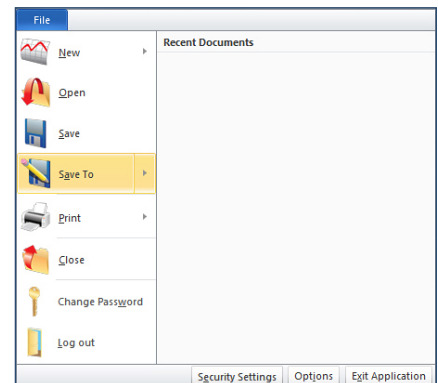 File
New
Recent Documents
Open
Save
Save To
Print
Close
Change Password
Log out
Security Settings
Options
Exit Application